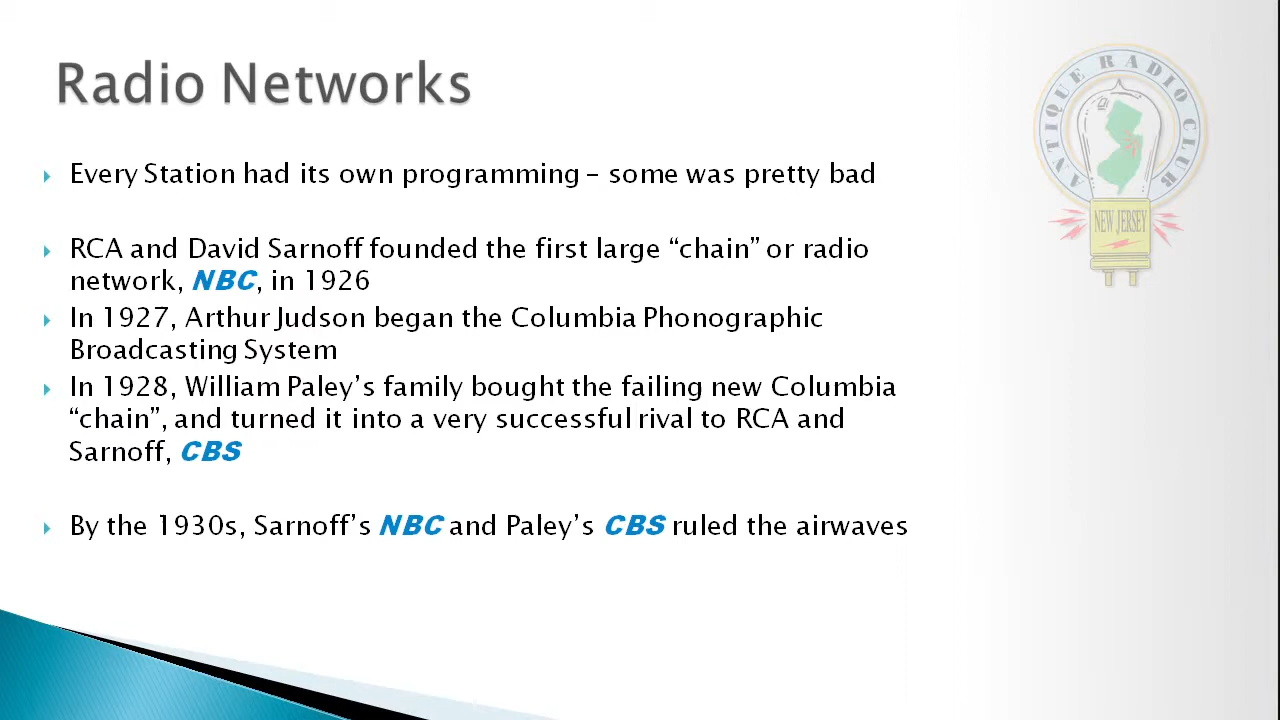 Radio Networks
Every Station had its own programming – some was pretty bad
RCA and David Sarnoff founded the first large “chain” or radio
network, NBC, in 1926
In 1927, Arthur Judson began the Columbia Phonographic
Broadcasting System
In 1928, William Paley’s family bought the failing new Columbia
“chain”, and turned it into a very successful rival to RCA and
Sarnoff, CBS
By the 1930s, Sarnoff’s NBC and Paley’s CBS ruled the airwaves
ANTIQUE RADIO CLUB
NEW JERSEY